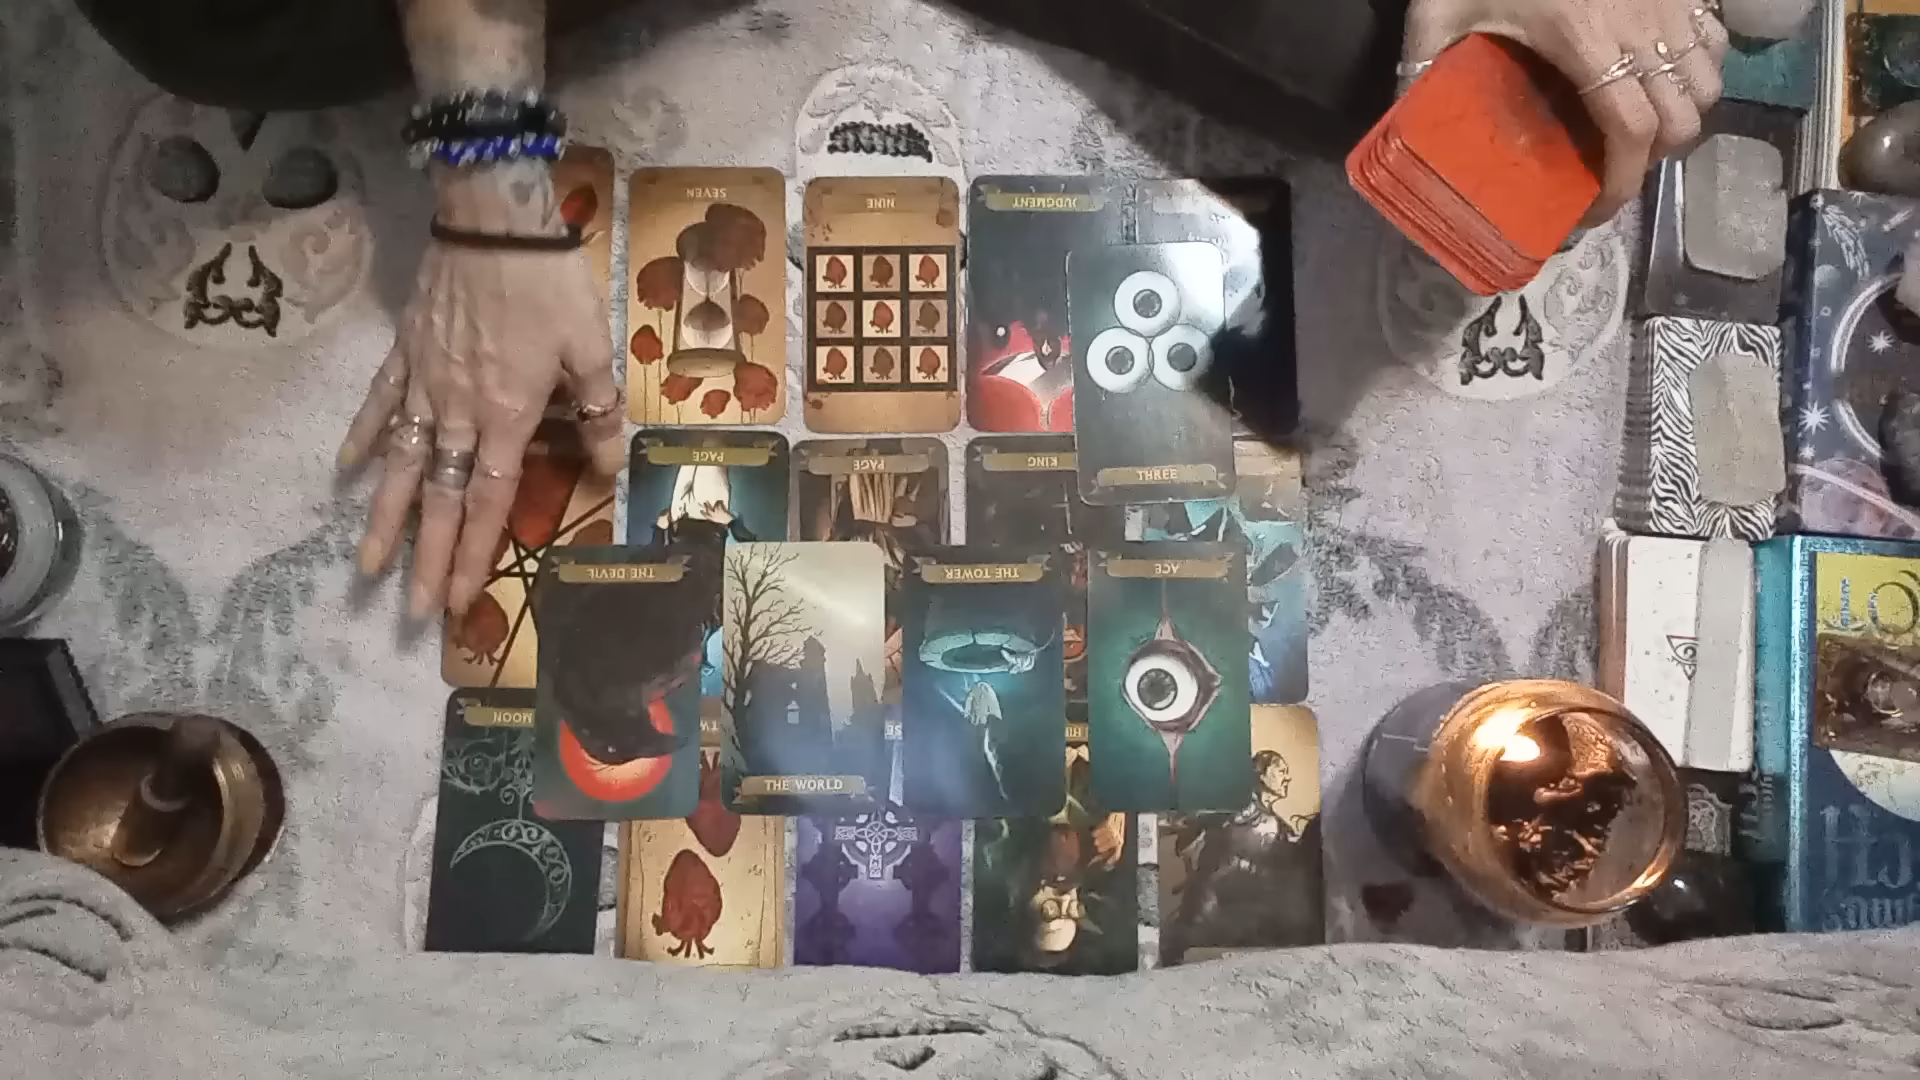 SEVEN
NINE
JUDGMENT
THREE
PAGE
PAGE
KING
THE DEVIL
THE TOWER
ACE
MOON
THE WORLD